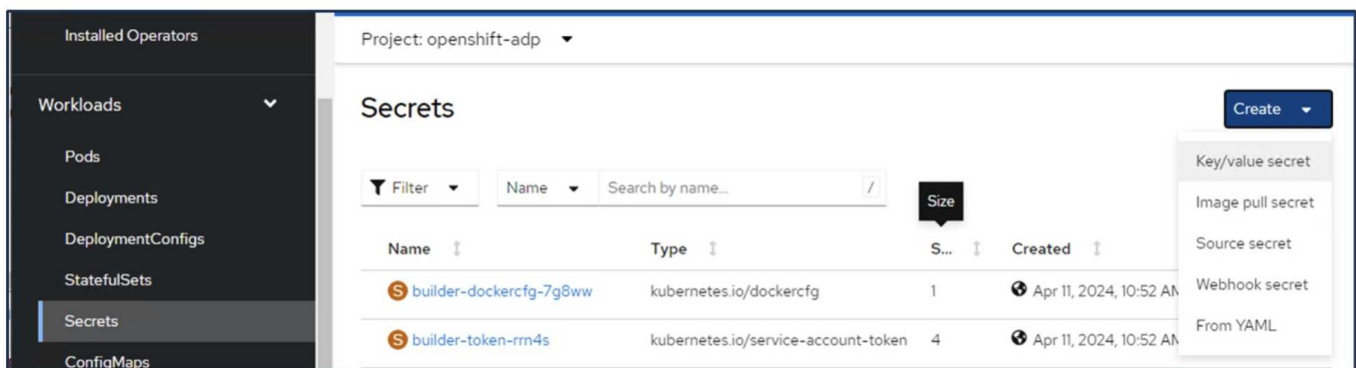 Installed Operators
Project: openshift-adp
Workloads
Secrets
Create
Pods
Key/value secret
Filter
Name
Search by name...
/
Size
Deployments
Image pull secret
DeploymentConfigs
Name
Type
S...
Created
Source secret
StatefulSets
S builder-dockercfg-7g8ww
kubernetes.io/dockercfg
1
Apr 11, 2024, 10:52 AM
Webhook secret
Secrets
From YAML
S builder-token-rrn4s
kubernetes.io/service-account-token
4
Apr 11, 2024, 10:52 AM
ConfigMaps